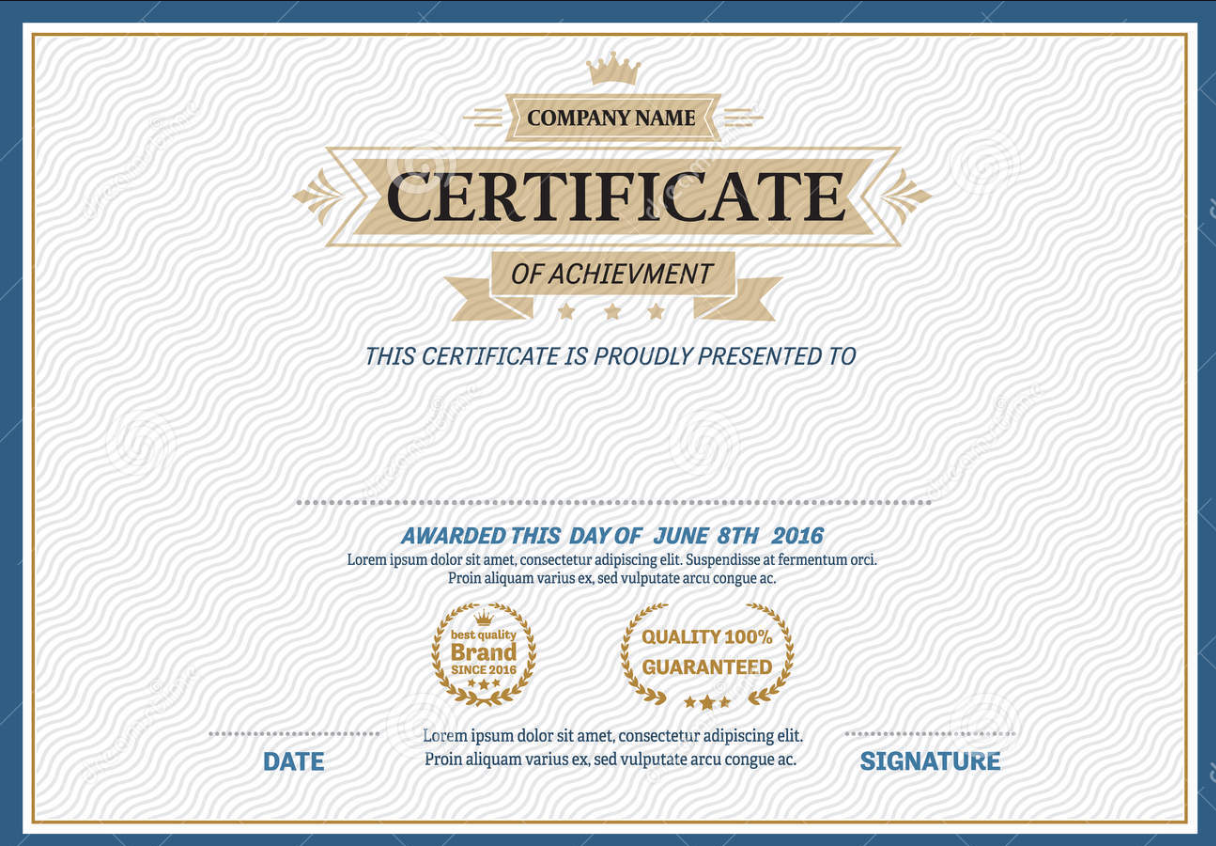 COMPANY NAME
CERTIFICATE
OF ACHIEVMENT
THIS CERTIFICATE IS PROUDLY PRESENTED TO
AWARDED THIS DAY OF JUNE 8TH 2016
Lorem ipsum dolor sit amet, consectetur adipiscing elit. Suspendisse at fermentum orci.
Proin aliquam varius ex, sed vulputate arcu congue ac.
best quality
Brand
SINCE 2016
QUALITY 100%
GUARANTEED
Lorem ipsum dolor sit amet, consectetur adipiscing elit.
Proin aliquam varius ex, sed vulputate arcu congue ac.
DATE
SIGNATURE